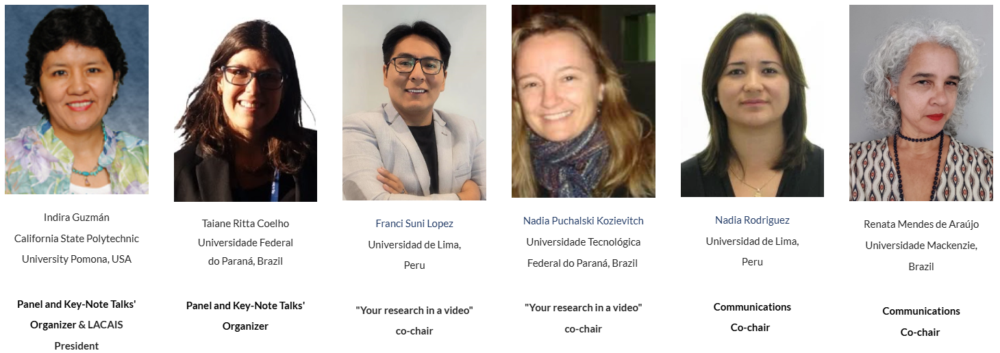 Indira Guzmán
California State Polytechnic
University Pomona, USA
Panel and Key-Note Talks'
Organizer & LACAIS
President
Taiane Ritta Coelho
Universidade Federal
do Paraná, Brazil
Panel and Key-Note Talks'
Organizer
Franci Suni Lopez
Universidad de Lima,
Peru
"Your research in a video"
co-chair
Nadia Puchalski Kozievitch
Universidade Tecnológica
Federal do Paraná, Brazil
"Your research in a video"
co-chair
Nadia Rodriguez
Universidad de Lima,
Peru
Communications
Co-chair
Renata Mendes de Araújo
Universidade Mackenzie,
Brazil
Communications
Co-chair